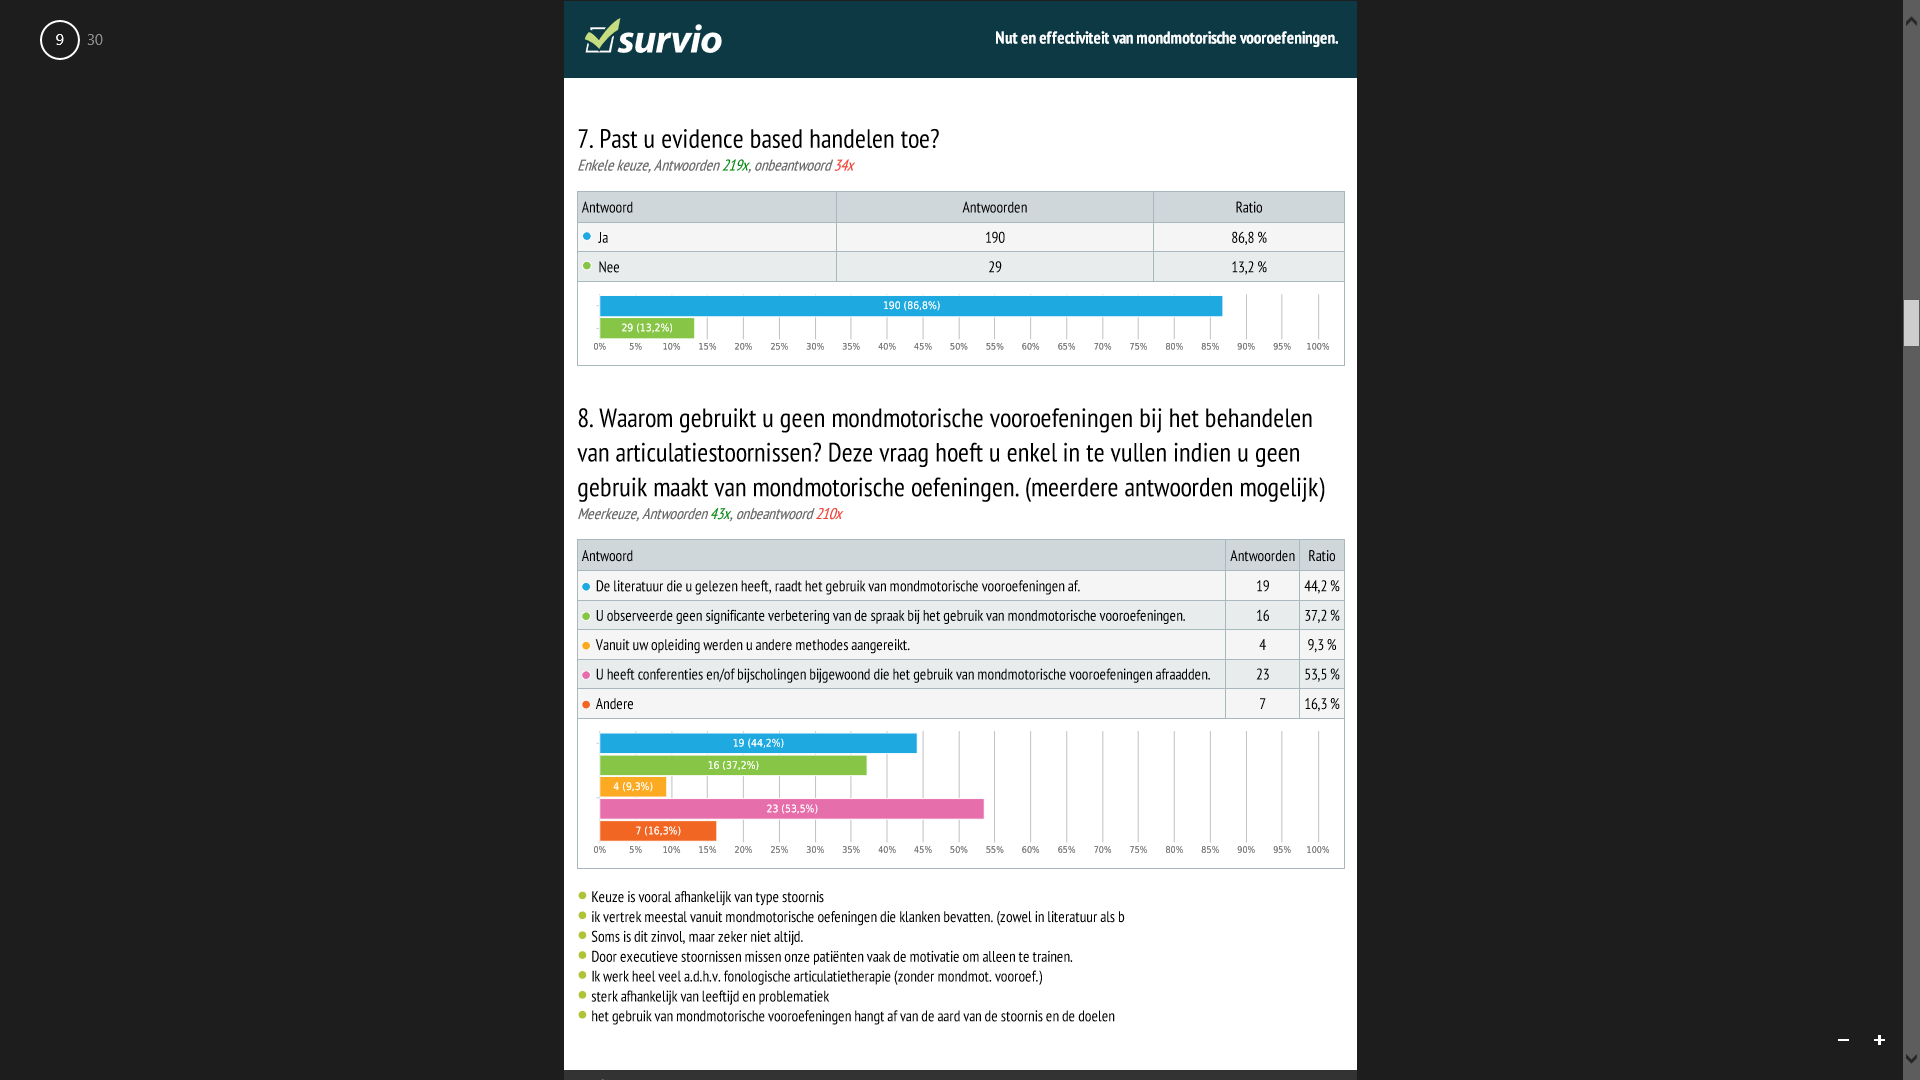 9 30
survio
Nut en effectiviteit van mondmotorische vooroefeningen.
7. Past u evidence based handelen toe?
Enkele keuze, Antwoorden 219x, onbeantwoord 34x
Antwoord Antwoorden Ratio
Ja 190 86,8 %
Nee 29 13,2 %
190 (86,8%)
29 (13,2%)
0% 5% 10% 15% 20% 25% 30% 35% 40% 45% 50% 55% 60% 65% 70% 75% 80% 85% 90% 95% 100%
8. Waarom gebruikt u geen mondmotorische vooroefeningen bij het behandelen
van articulatiestoornissen? Deze vraag hoeft u enkel in te vullen indien u geen
gebruik maakt van mondmotorische oefeningen. (meerdere antwoorden mogelijk)
Meerkeuze, Antwoorden 43x, onbeantwoord 210x
Antwoord Antwoorden Ratio
De literatuur die u gelezen heeft, raadt het gebruik van mondmotorische vooroefeningen af. 19 44,2 %
U observeerde geen significante verbetering van de spraak bij het gebruik van mondmotorische vooroefeningen. 16 37,2 %
Vanuit uw opleiding werden u andere methodes aangereikt. 4 9,3 %
U heeft conferenties en/of bijscholingen bijgewoond die het gebruik van mondmotorische vooroefeningen afraadden. 23 53,5 %
Andere 7 16,3 %
19 (44,2%)
16 (37,2%)
4 (9,3%)
23 (53,5%)
7 (16,3%)
0% 5% 10% 15% 20% 25% 30% 35% 40% 45% 50% 55% 60% 65% 70% 75% 80% 85% 90% 95% 100%
Keuze is vooral afhankelijk van type stoornis
ik vertrek meestal vanuit mondmotorische oefeningen die klanken bevatten. (zowel in literatuur als b
Soms is dit zinvol, maar zeker niet altijd.
Door executieve stoornissen missen onze patiënten vaak de motivatie om alleen te trainen.
Ik werk heel veel a.d.h.v. fonologische articulatietherapie (zonder mondmot. vooroef.)
sterk afhankelijk van leeftijd en problematiek
het gebruik van mondmotorische vooroefeningen hangt af van de aard van de stoornis en de doelen